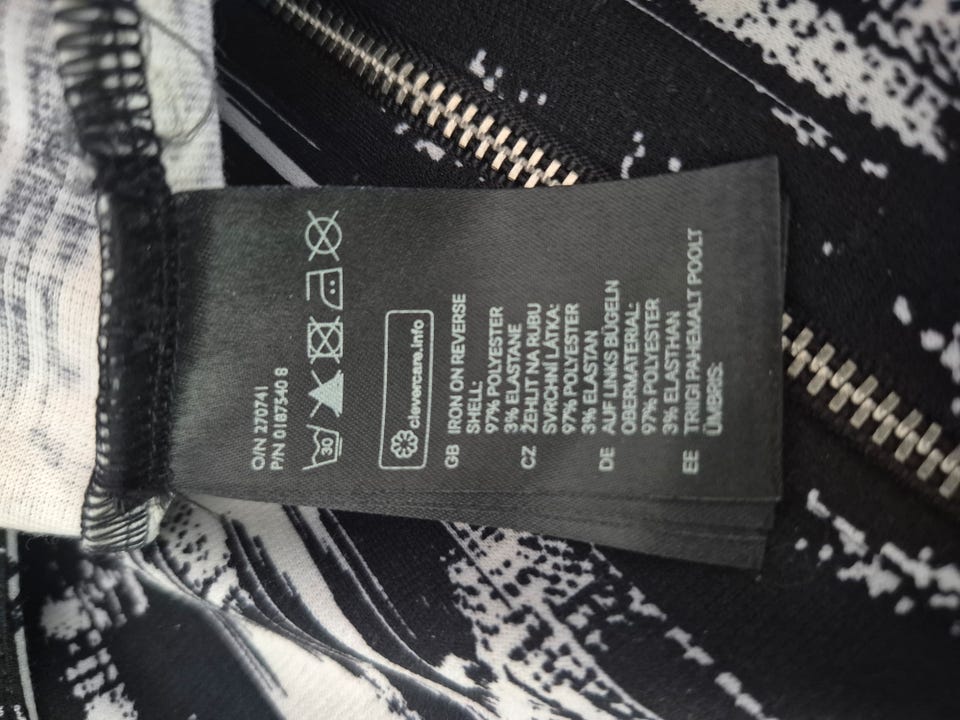 O/N 270741
P/N 0187540 8
30
clevercare.info
GB IRON ON REVERSE
SHELL:
97% POLYESTER
3% ELASTANE
CZ ŽEHLIT NA RUBU
SVRCHNÍ LÁTKA:
97% POLYESTER
3% ELASTAN
DE AUF LINKS BÜGELN
OBERMATERIAL:
97% POLYESTER
3% ELASTHAN
EE TRIIGI PAHEMALT POOLT
ÜMBRIS: